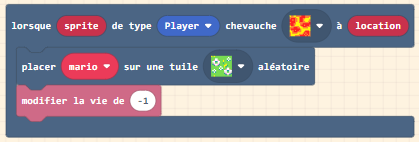 lorsque sprite de type Player chevauche à location
placer mario sur une tuile aléatoire
modifier la vie de -1